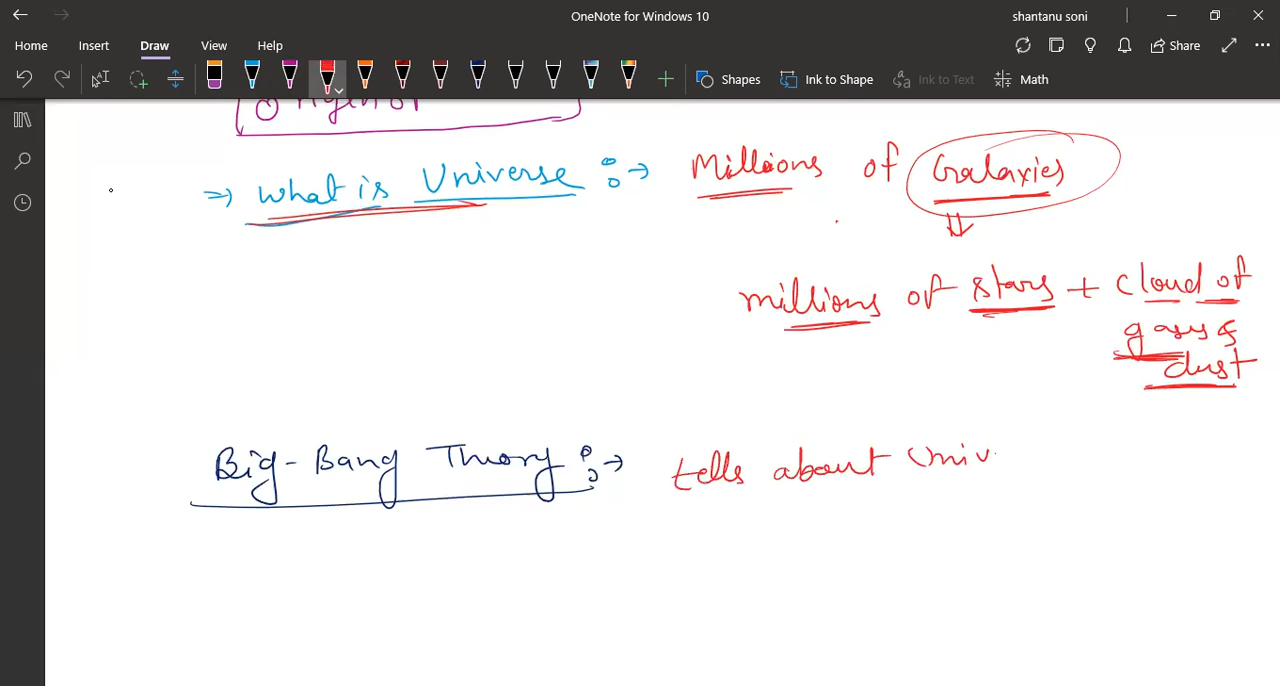 OneNote for Windows 10
shantanu soni
Home Insert Draw View Help
Share
Shapes Ink to Shape Ink to Text Math
⇒ What is Universe :→ Millions of Galaxies
⇓
millions of stars + cloud of
gases &
dust
Big-Bang Theory :→ tells about Univ